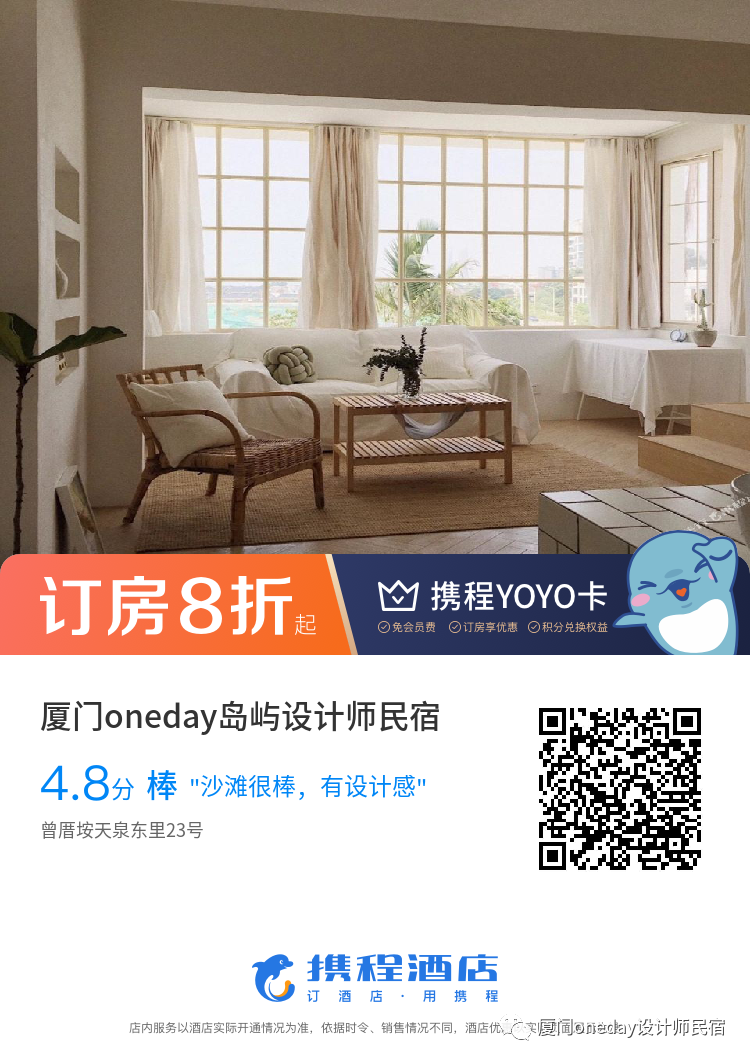 订房8折起
携程YOYO卡
免会员费 订房享优惠 积分兑换权益
厦门oneday岛屿设计师民宿
4.8分 棒 "沙滩很棒，有设计感"
曾厝垵天泉东里23号
携程酒店
订酒店·用携程
店内服务以酒店实际开通情况为准，依据时令、销售情况不同，酒店优
厦门oneday设计师民宿